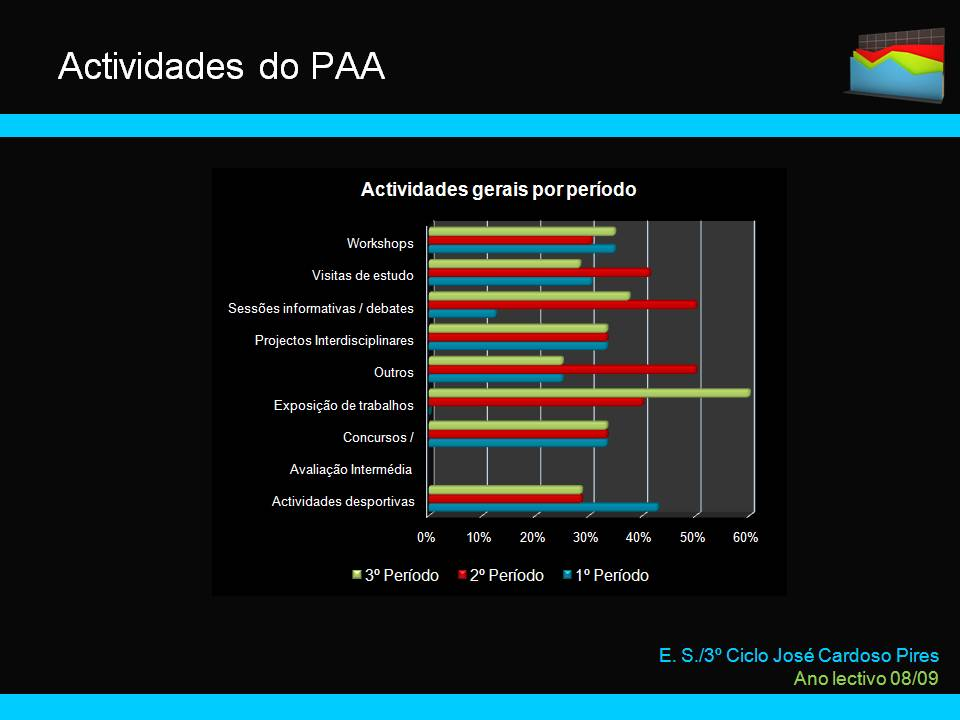 Actividades do PAA
Actividades gerais por período
Workshops
Visitas de estudo
Sessões informativas / debates
Projectos Interdisciplinares
Outros
Exposição de trabalhos
Concursos /
Avaliação Intermédia
Actividades desportivas
0% 10% 20% 30% 40% 50% 60%
3º Período 2º Período 1º Período
E. S./3º Ciclo José Cardoso Pires
Ano lectivo 08/09